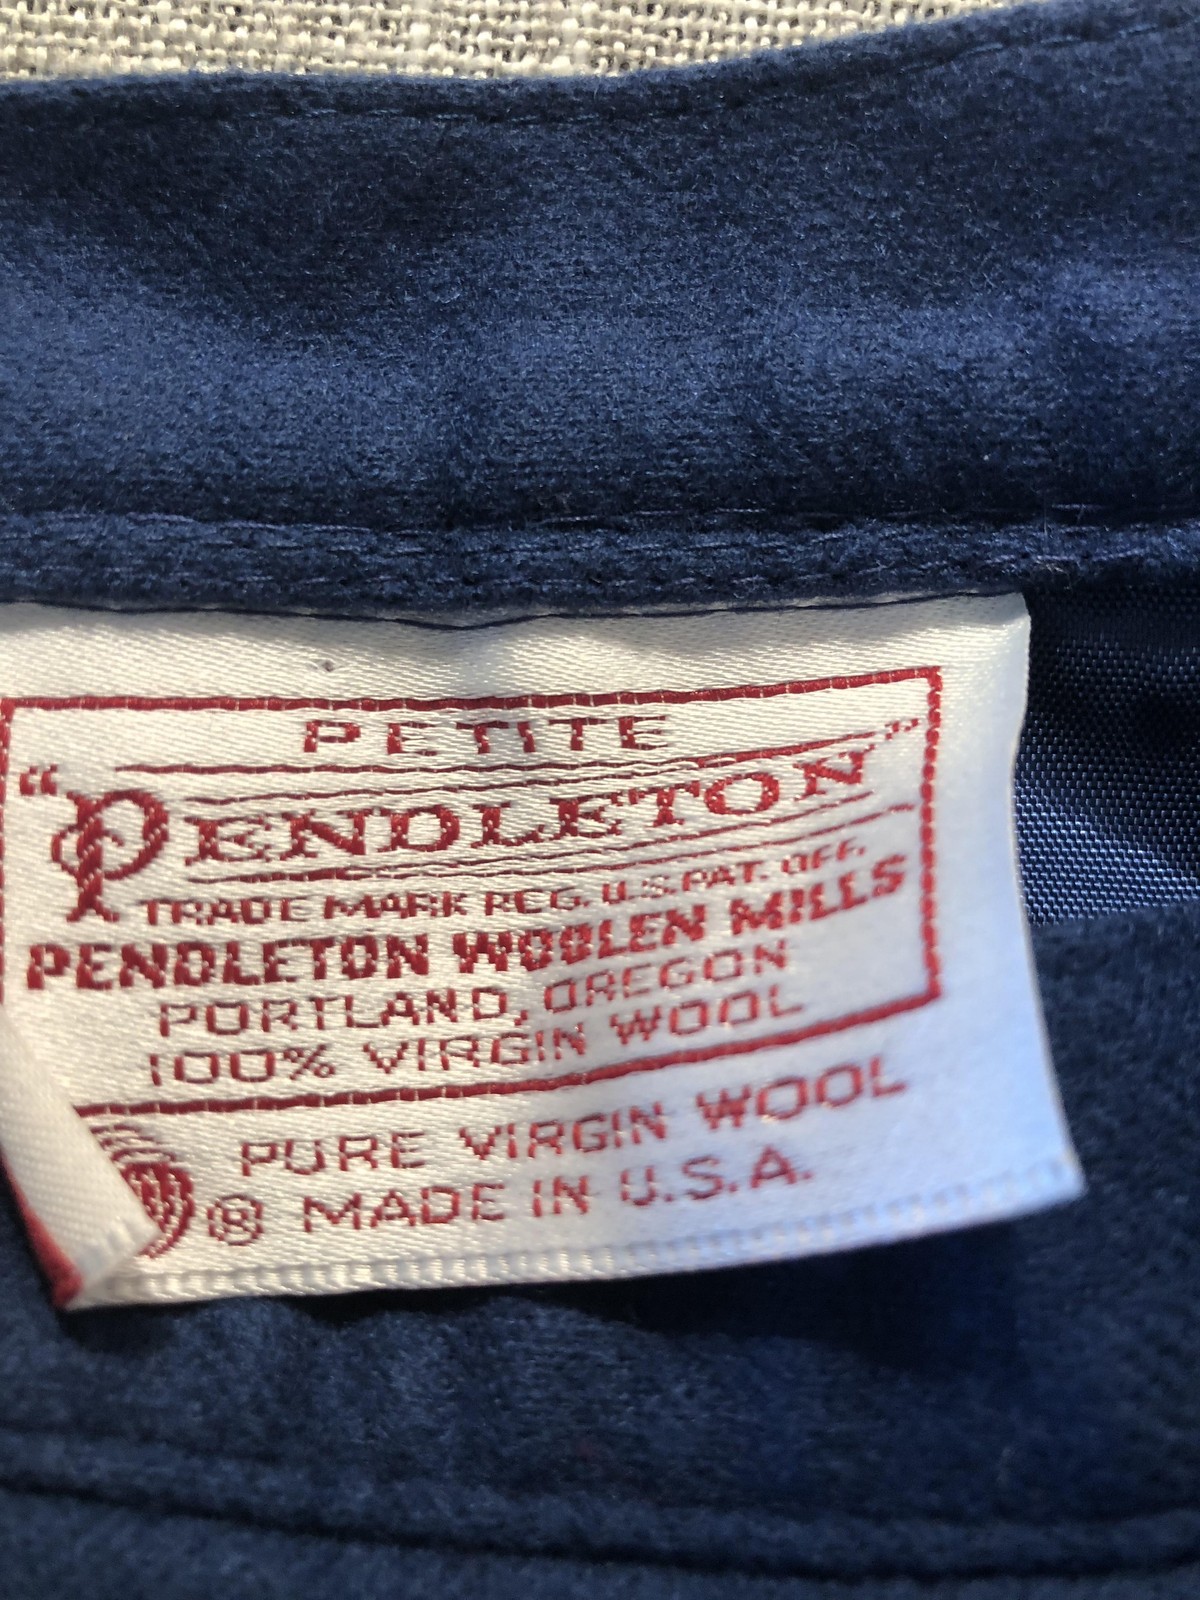 PETITE
"PENDLETON"
TRADE MARK REG. U.S. PAT. OFF.
PENDLETON WOOLEN MILLS
PORTLAND, OREGON
100% VIRGIN WOOL
PURE VIRGIN WOOL
® MADE IN U.S.A.